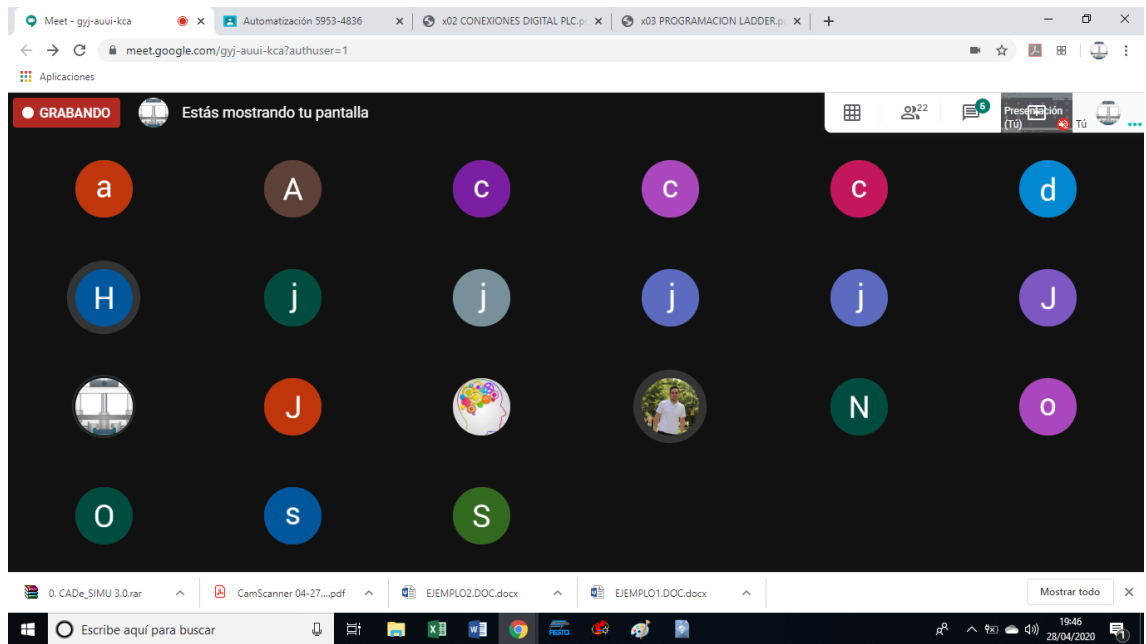 Meet - gyj-auui-kca
Automatización 5953-4836
x02 CONEXIONES DIGITAL PLC.p
x03 PROGRAMACION LADDER.p
meet.google.com/gyj-auui-kca?authuser=1
Aplicaciones
GRABANDO
Estás mostrando tu pantalla
22
5
Presentación
(Tú)
Tú
a A c c c d
H j j j j J
J N o
O s S
0. CADe_SIMU 3.0.rar
CamScanner 04-27....pdf
EJEMPLO2.DOC.docx
EJEMPLO1.DOC.docx
Mostrar todo
Escribe aquí para buscar
FESTO
19:46
28/04/2020